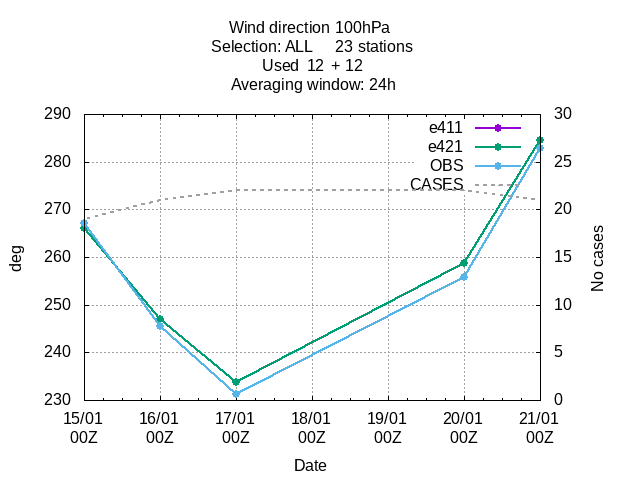 Wind direction 100hPa
Selection: ALL     23 stations
Used  12  + 12
Averaging window: 24h
290
280
270
260
250
240
230
deg
30
25
20
15
10
5
0
No cases
e411
e421
OBS
CASES
15/01 16/01 17/01 18/01 19/01 20/01 21/01
00Z 00Z 00Z 00Z 00Z 00Z 00Z
Date